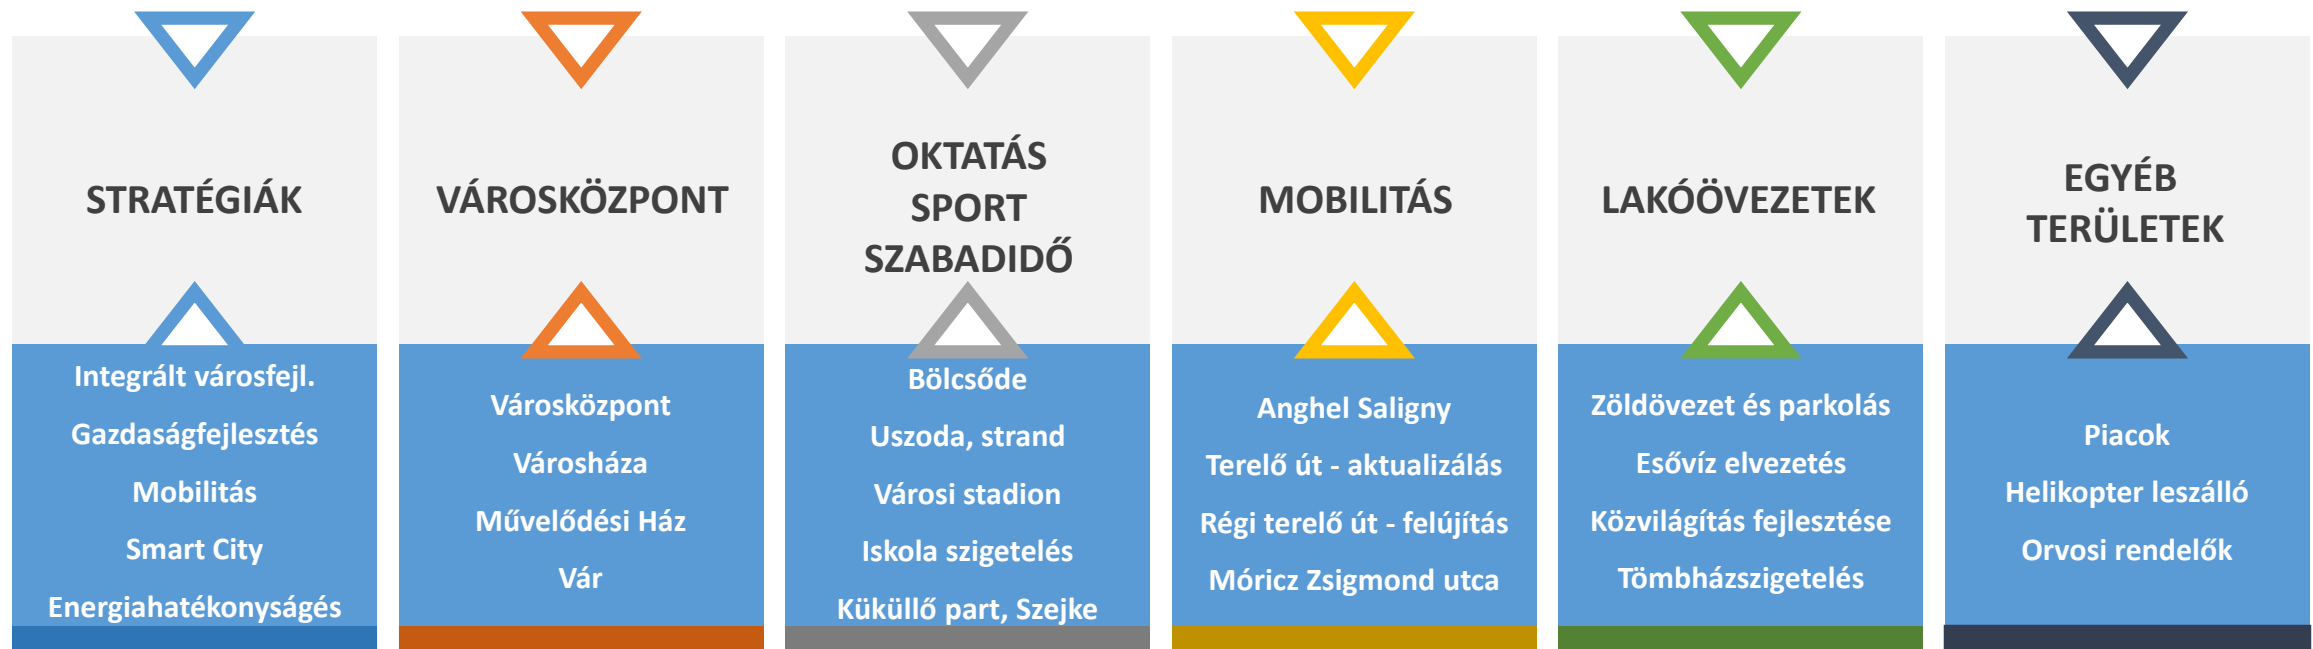 STRATÉGIÁK
Integrált városfejl.
Gazdaságfejlesztés
Mobilitás
Smart City
Energiahatékonyságés
VÁROSKÖZPONT
Városközpont
Városháza
Művelődési Ház
Vár
OKTATÁS
SPORT
SZABADIDŐ
Bölcsőde
Uszoda, strand
Városi stadion
Iskola szigetelés
Küküllő part, Szejke
MOBILITÁS
Anghel Saligny
Terelő út - aktualizálás
Régi terelő út - felújítás
Móricz Zsigmond utca
LAKÓÖVEZETEK
Zöldövezet és parkolás
Esővíz elvezetés
Közvilágítás fejlesztése
Tömbházszigetelés
EGYÉB
TERÜLETEK
Piacok
Helikopter leszálló
Orvosi rendelők